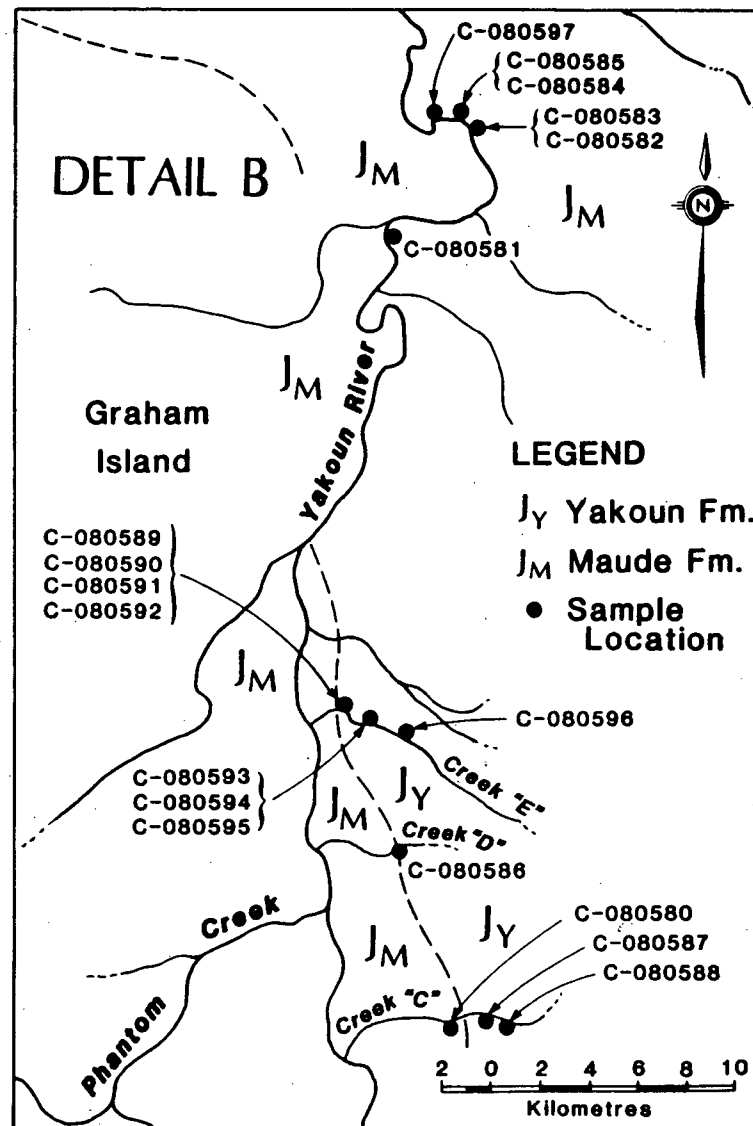 C-080597
C-080585
C-080584
C-080583
C-080582
DETAIL B
JM
JM
N
C-080581
JM
Graham
Island
Yakoun River
LEGEND
JY Yakoun Fm.
JM Maude Fm.
Sample
Location
C-080589
C-080590
C-080591
C-080592
JM
C-080596
C-080593
C-080594
C-080595
JY
JM
Creek "E"
Creek "D"
C-080586
C-080580
C-080587
C-080588
JY
JM
Phantom Creek
Creek "C"
2 0 2 4 6 8 10
Kilometres